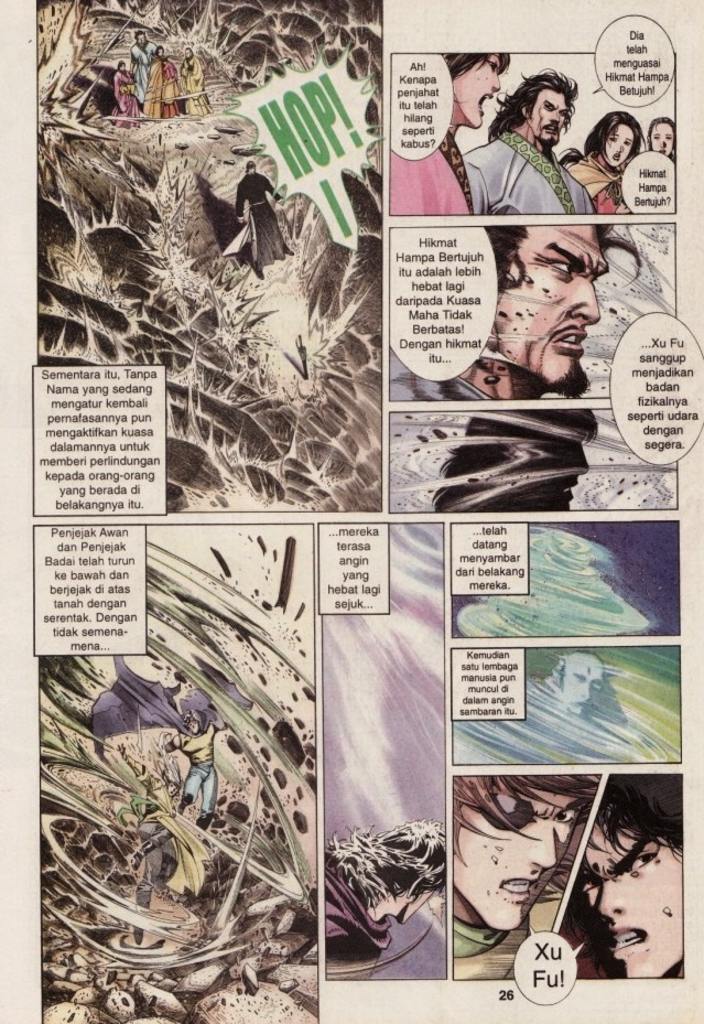 HOP!
Sementara itu, Tanpa
Nama yang sedang
mengatur kembali
pernafasannya pun
mengaktifkan kuasa
dalamannya untuk
memberi perlindungan
kepada orang-orang
yang berada di
belakangnya itu.
Ah!
Kenapa
penjahat
itu telah
hilang
seperti
kabus?
Dia
telah
menguasai
Hikmat Hampa
Betujuh!
Hikmat
Hampa
Bertujuh?
Hikmat
Hampa Bertujuh
itu adalah lebih
hebat lagi
daripada Kuasa
Maha Tidak
Berbatas!
Dengan hikmat
itu...
...Xu Fu
sanggup
menjadikan
badan
fizikalnya
seperti udara
dengan
segera.
Penjejak Awan
dan Penjejak
Badai telah turun
ke bawah dan
berjejak di atas
tanah dengan
serentak. Dengan
tidak semena-
mena...
...mereka
terasa
angin
yang
hebat lagi
sejuk...
...telah
datang
menyambar
dari belakang
mereka.
Kemudian
satu lembaga
manusia pun
muncul di
dalam angin
sambaran itu.
Xu
Fu!
26